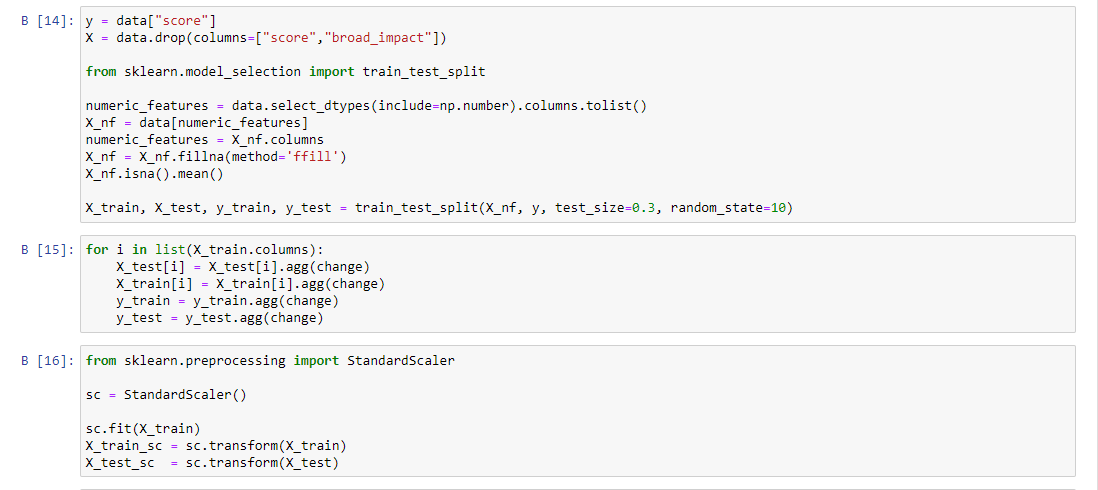 В [14]:
y = data["score"]
X = data.drop(columns=["score","broad_impact"])
from sklearn.model_selection import train_test_split
numeric_features = data.select_dtypes(include=np.number).columns.tolist()
X_nf = data[numeric_features]
numeric_features = X_nf.columns
X_nf = X_nf.fillna(method='ffill')
X_nf.isna().mean()
X_train, X_test, y_train, y_test = train_test_split(X_nf, y, test_size=0.3, random_state=10)
В [15]:
for i in list(X_train.columns):
    X_test[i] = X_test[i].agg(change)
    X_train[i] = X_train[i].agg(change)
    y_train = y_train.agg(change)
    y_test = y_test.agg(change)
В [16]:
from sklearn.preprocessing import StandardScaler
sc = StandardScaler()
sc.fit(X_train)
X_train_sc = sc.transform(X_train)
X_test_sc  = sc.transform(X_test)